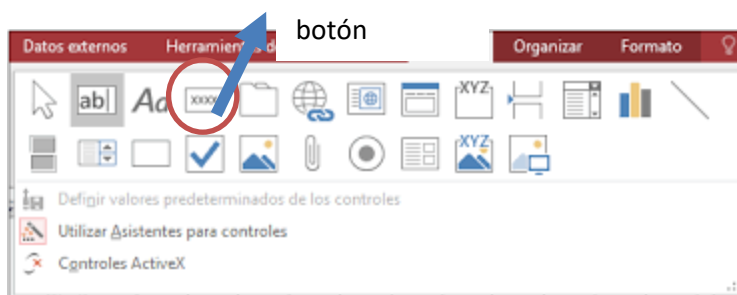 botón
Datos externos Herramien d Organizar Formato
ab Aa xxxx XYZ
XYZ
Definir valores predeterminados de los controles
Utilizar Asistentes para controles
Controles ActiveX